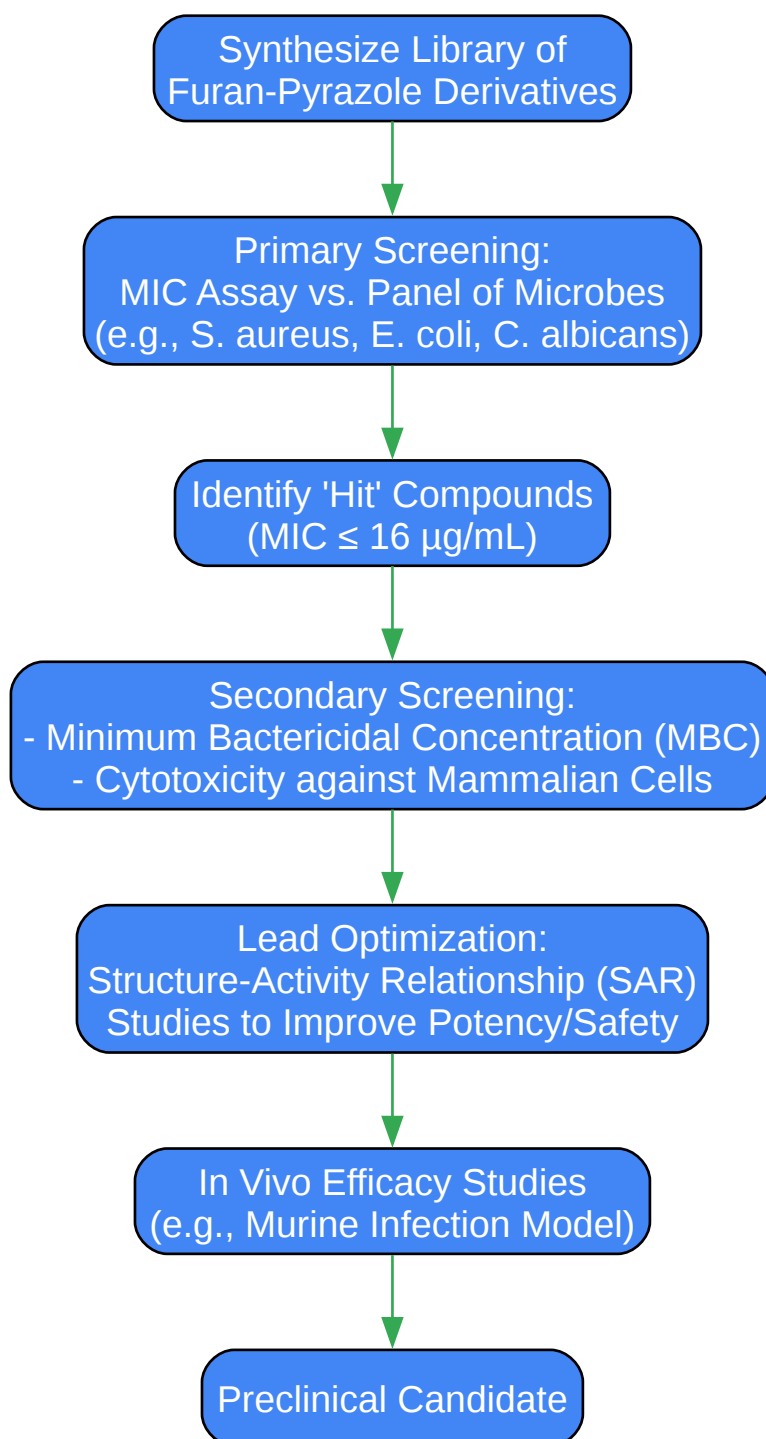 Synthesize Library of
Furan-Pyrazole Derivatives
Primary Screening:
MIC Assay vs. Panel of Microbes
(e.g., S. aureus, E. coli, C. albicans)
Identify 'Hit' Compounds
(MIC ≤ 16 µg/mL)
Secondary Screening:
- Minimum Bactericidal Concentration (MBC)
- Cytotoxicity against Mammalian Cells
Lead Optimization:
Structure-Activity Relationship (SAR)
Studies to Improve Potency/Safety
In Vivo Efficacy Studies
(e.g., Murine Infection Model)
Preclinical Candidate